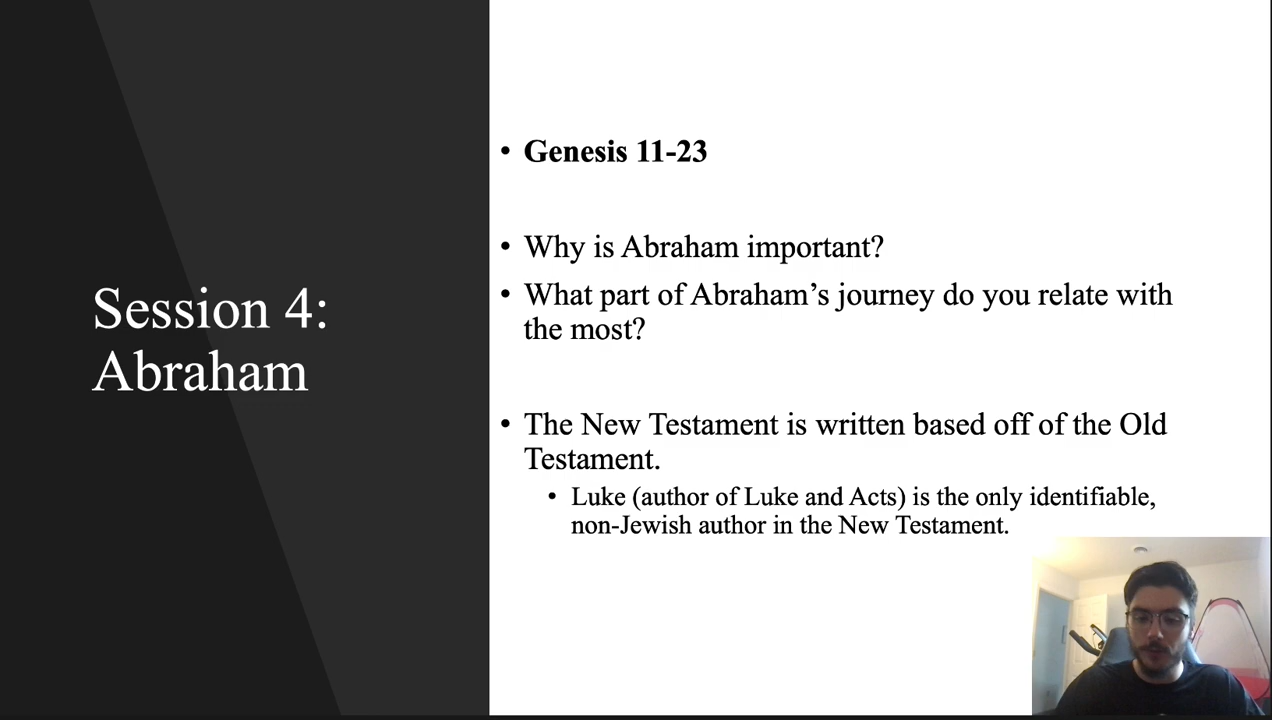 Session 4:
Abraham
• Genesis 11-23
• Why is Abraham important?
• What part of Abraham’s journey do you relate with
the most?
• The New Testament is written based off of the Old
Testament.
• Luke (author of Luke and Acts) is the only identifiable,
non-Jewish author in the New Testament.